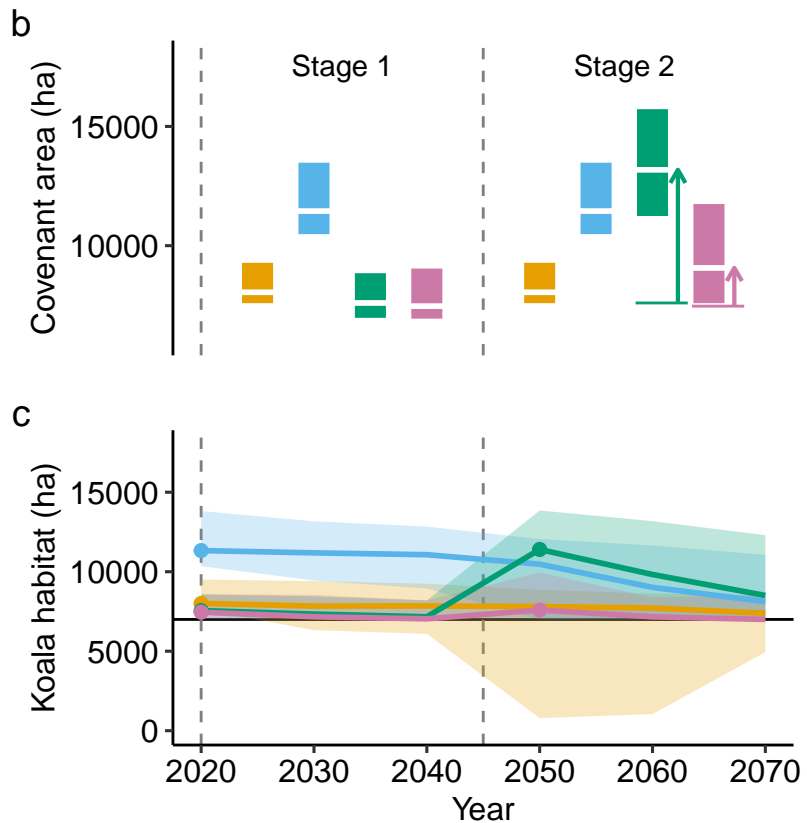 b
Covenant area (ha)
Stage 1
Stage 2
15000
10000
c
Koala habitat (ha)
15000
10000
5000
0
2020 2030 2040 2050 2060 2070
Year